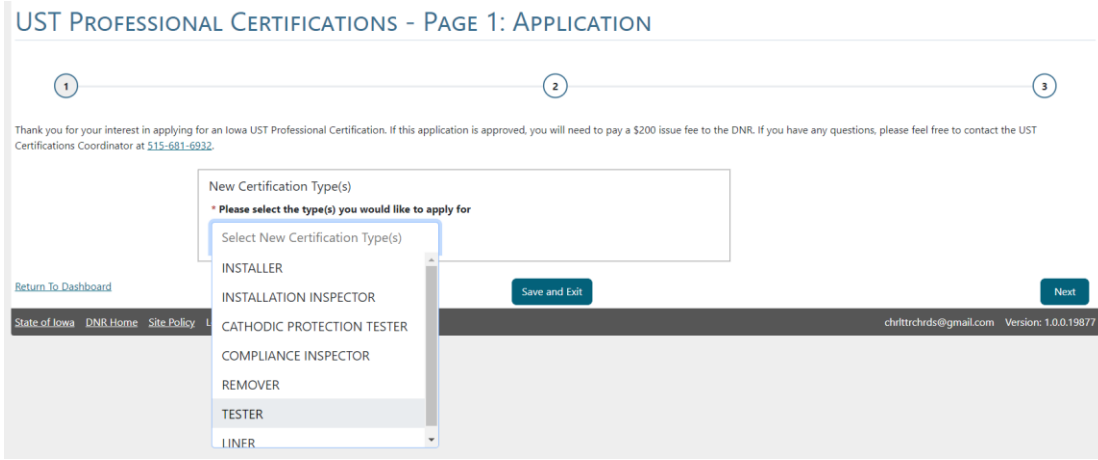 UST Professional Certifications - Page 1: Application
1
2
3
Thank you for your interest in applying for an Iowa UST Professional Certification. If this application is approved, you will need to pay a $200 issue fee to the DNR. If you have any questions, please feel free to contact the UST
Certifications Coordinator at 515-681-6932.
New Certification Type(s)
* Please select the type(s) you would like to apply for
Select New Certification Type(s)
INSTALLER
INSTALLATION INSPECTOR
CATHODIC PROTECTION TESTER
COMPLIANCE INSPECTOR
REMOVER
TESTER
LINER
Return To Dashboard
Save and Exit
Next
State of Iowa DNR Home Site Policy L
chrlttrchrds@gmail.com Version: 1.0.0.19877